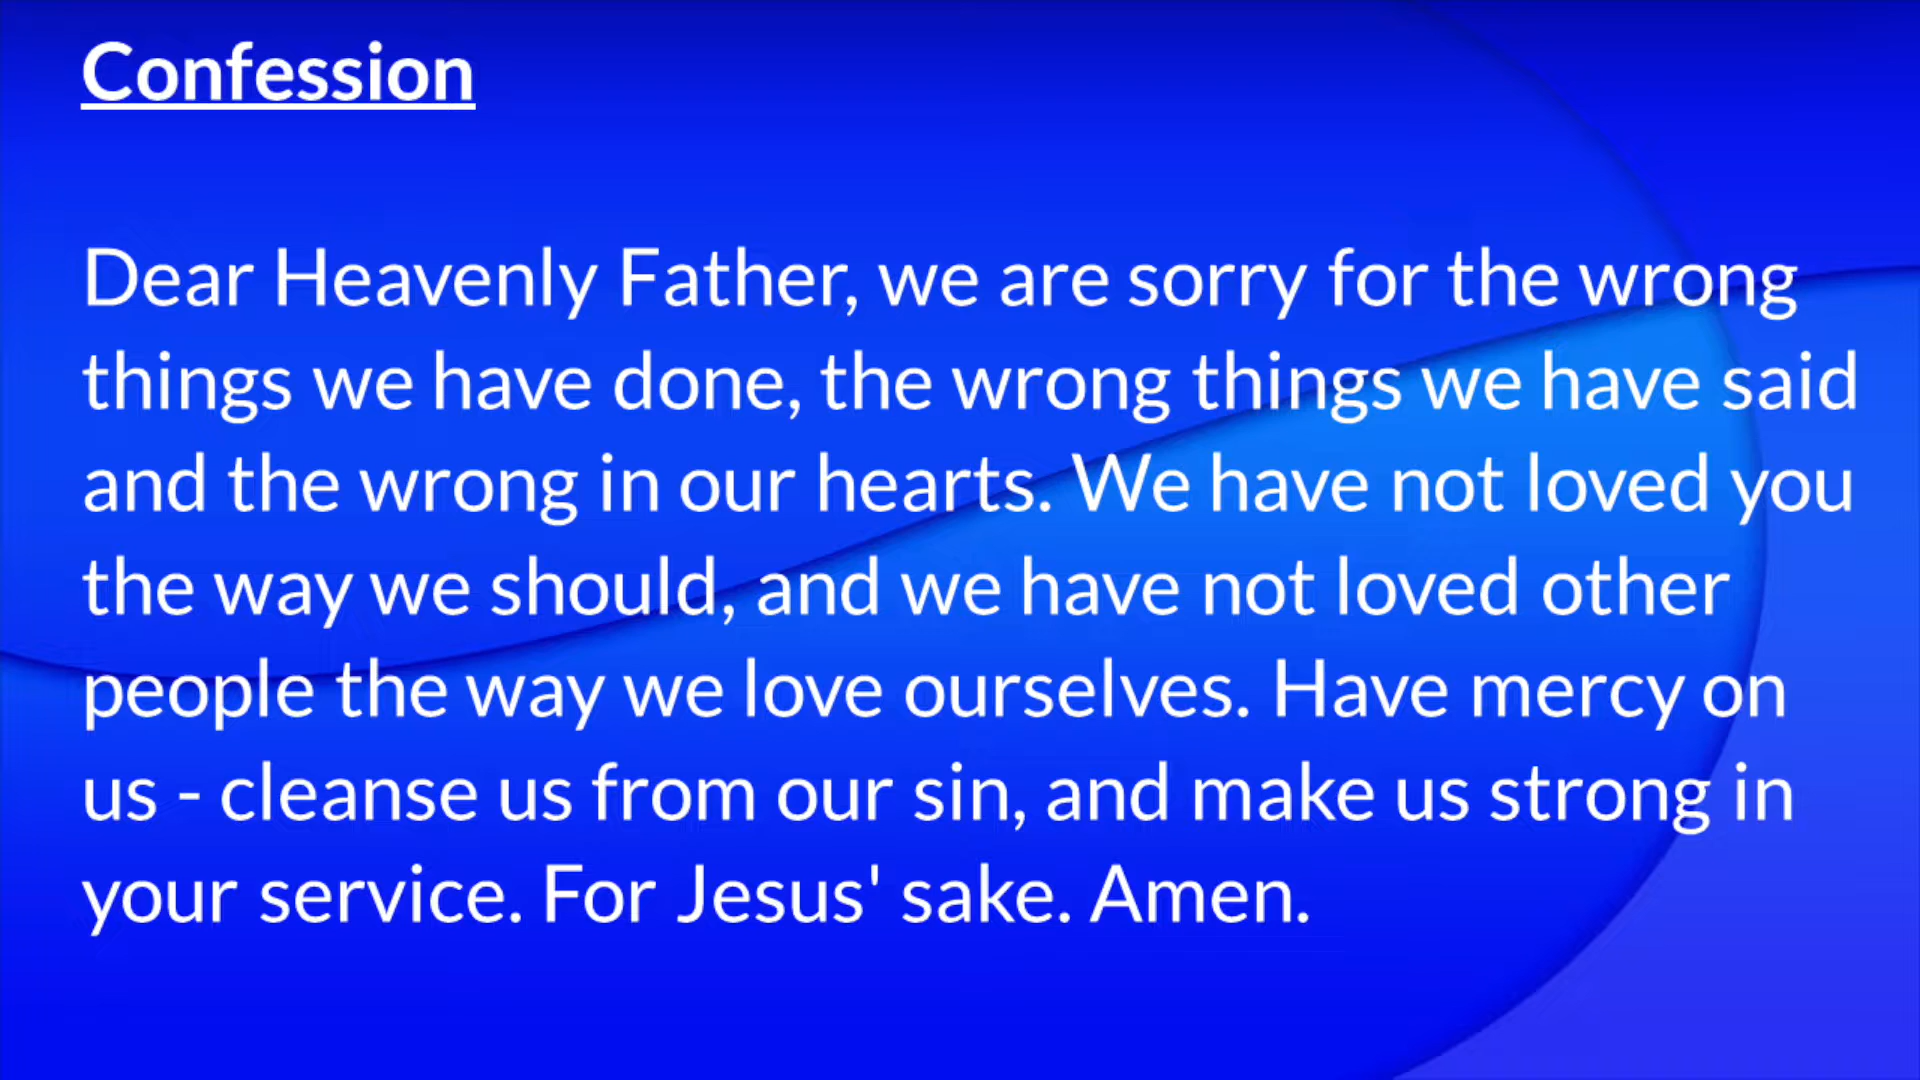 Confession
Dear Heavenly Father, we are sorry for the wrong
things we have done, the wrong things we have said
and the wrong in our hearts. We have not loved you
the way we should, and we have not loved other
people the way we love ourselves. Have mercy on
us - cleanse us from our sin, and make us strong in
your service. For Jesus' sake. Amen.